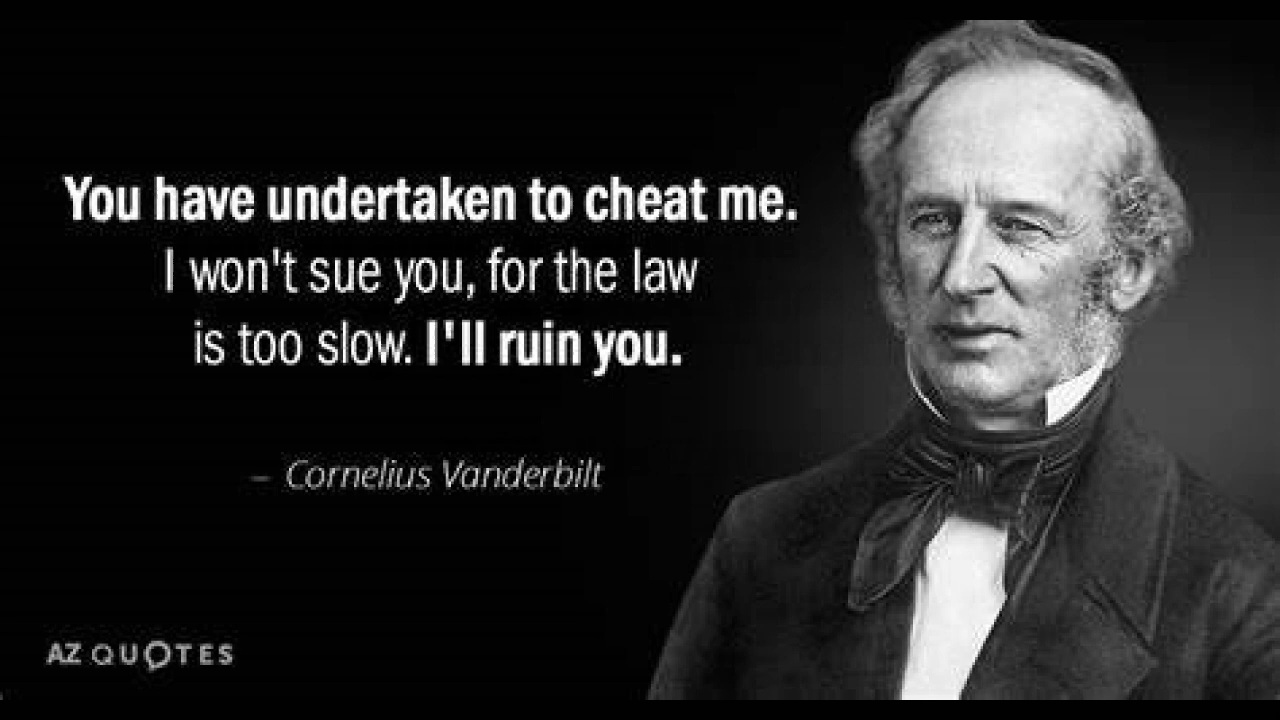 You have undertaken to cheat me.
I won't sue you, for the law
is too slow. I'll ruin you.
– Cornelius Vanderbilt
AZ QUOTES